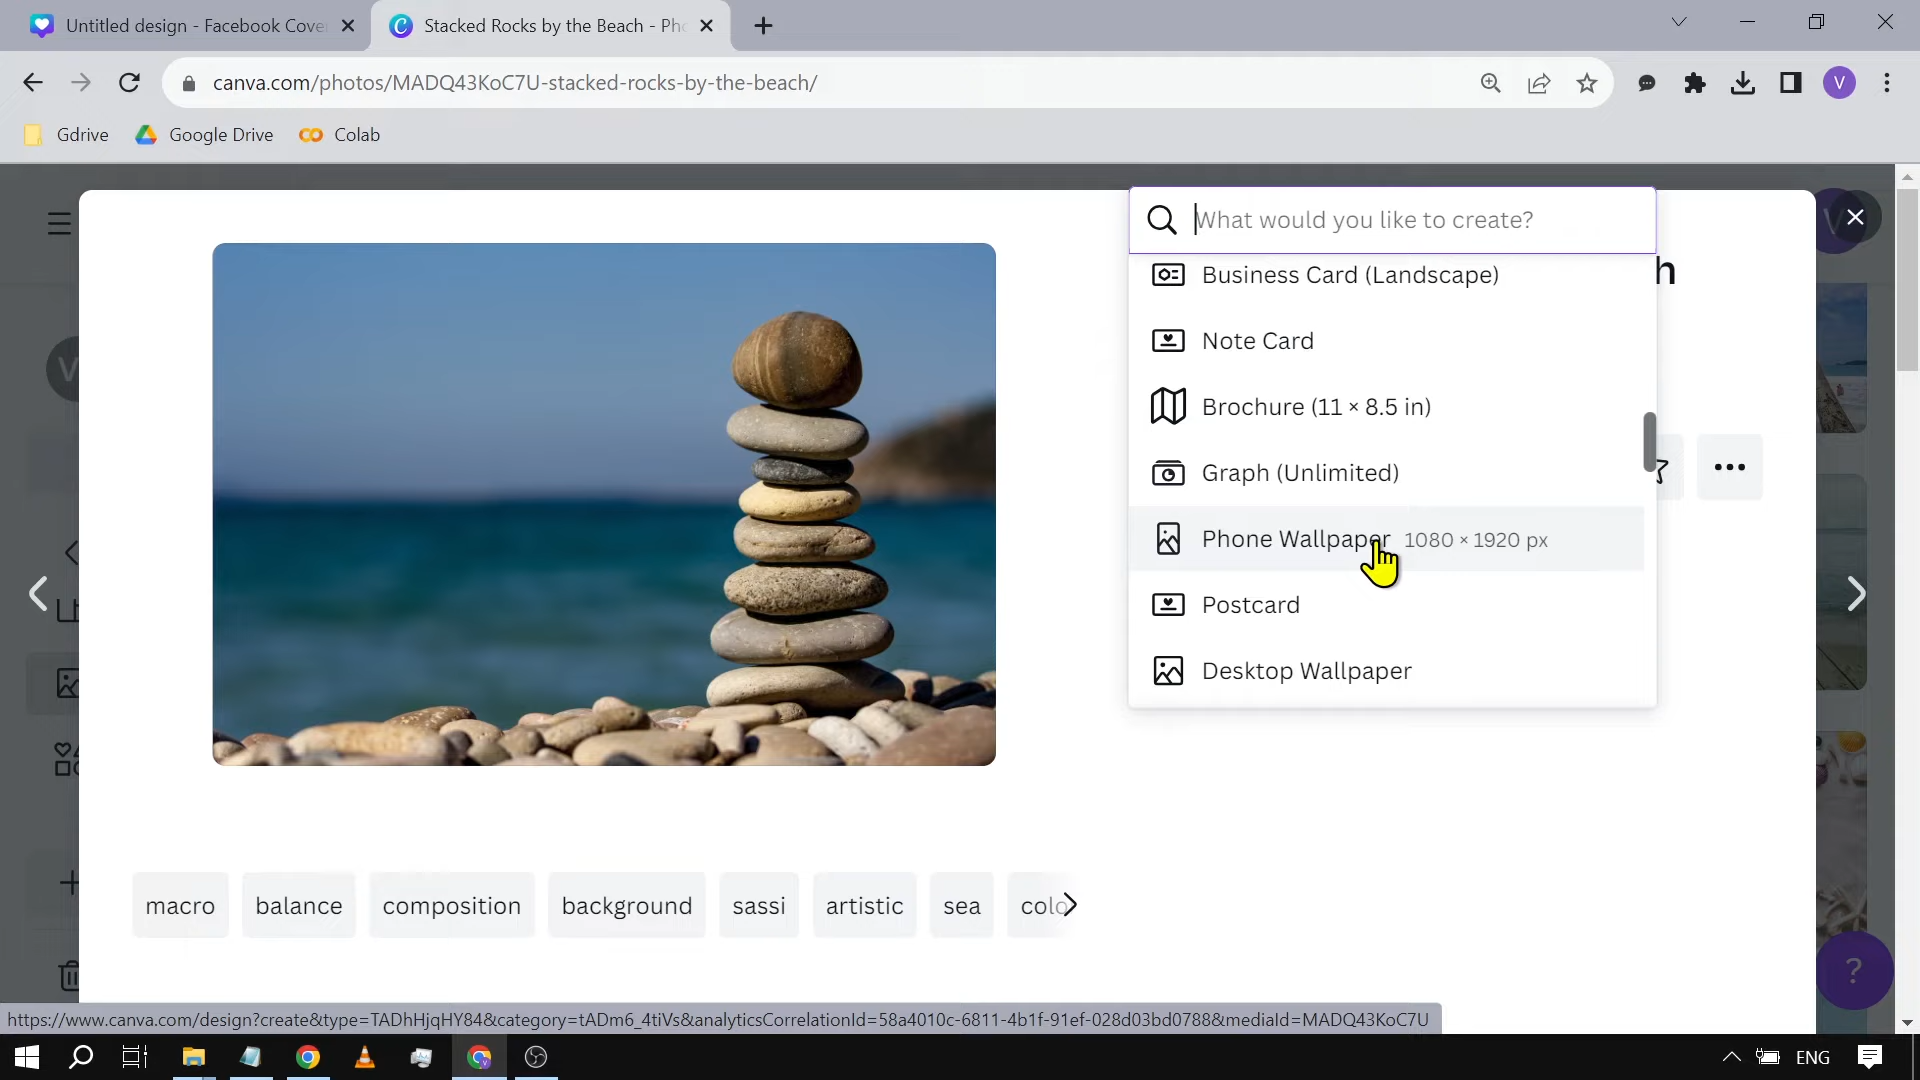 Untitled design - Facebook Cove
Stacked Rocks by the Beach - Pho
canva.com/photos/MADQ43KoC7U-stacked-rocks-by-the-beach/
V
Gdrive
Google Drive
Colab
What would you like to create?
V
h
Business Card (Landscape)
Note Card
V
Brochure (11 × 8.5 in)
Graph (Unlimited)
Phone Wallpaper 1080 × 1920 px
Postcard
Desktop Wallpaper
macro
balance
composition
background
sassi
artistic
sea
colo
?
https://www.canva.com/design?create&type=TADhHjqHY84&category=tADm6_4tiVs&analyticsCorrelationId=58a4010c-6811-4b1f-91ef-028d03bd0788&mediaId=MADQ43KoC7U
ENG